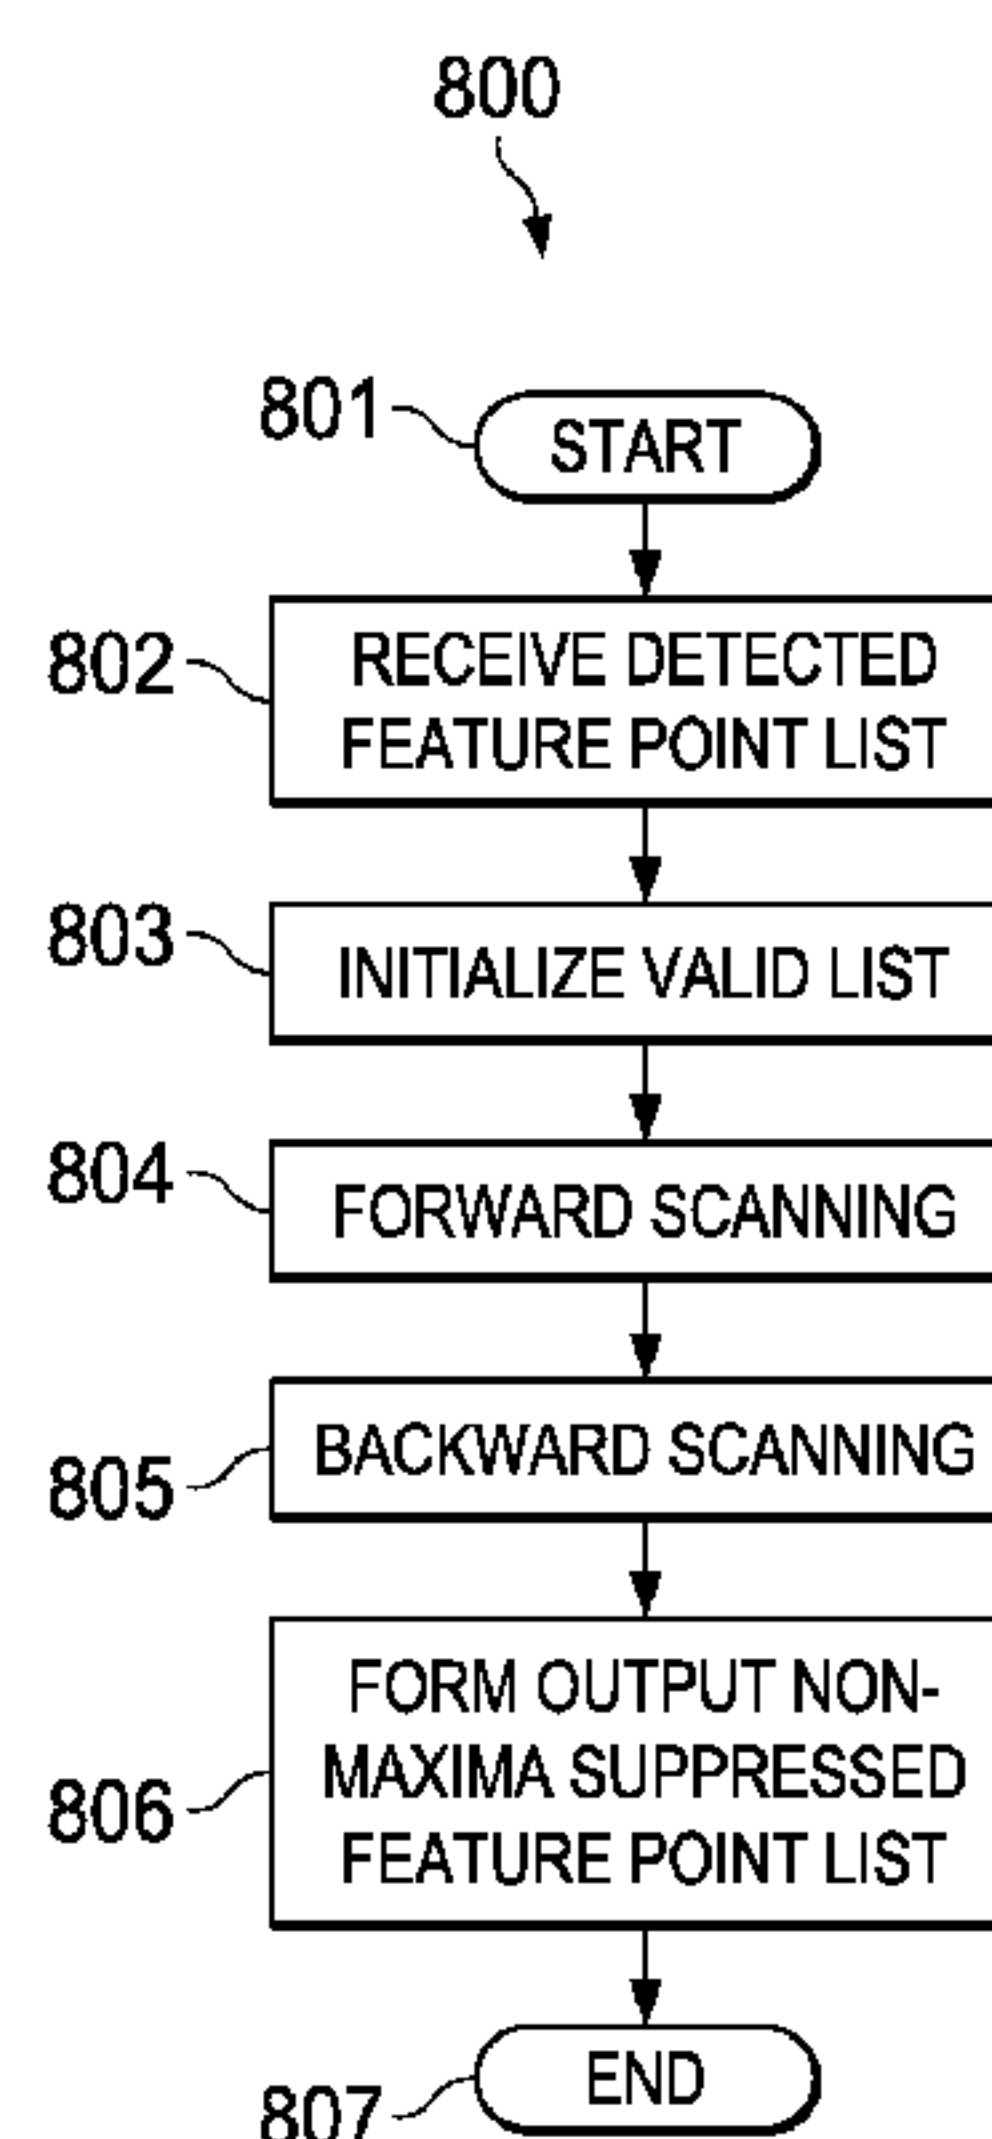 800
801
START
802
RECEIVE DETECTED
FEATURE POINT LIST
803
INITIALIZE VALID LIST
804
FORWARD SCANNING
805
BACKWARD SCANNING
806
FORM OUTPUT NON-
MAXIMA SUPPRESSED
FEATURE POINT LIST
807
END